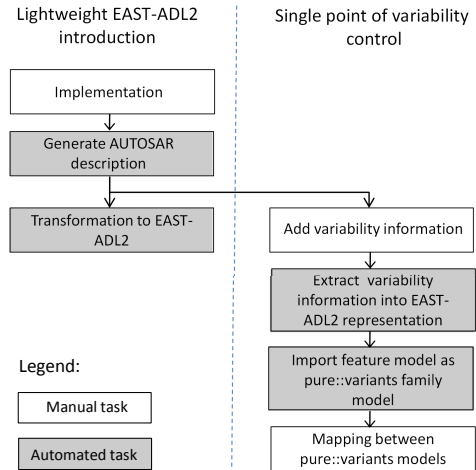 Lightweight EAST-ADL2
introduction
Single point of variability
control
Implementation
Generate AUTOSAR
description
Transformation to EAST-
ADL2
Add variability information
Extract variability
information into EAST-
ADL2 representation
Import feature model as
pure::variants family
model
Mapping between
pure::variants models
Legend:
Manual task
Automated task